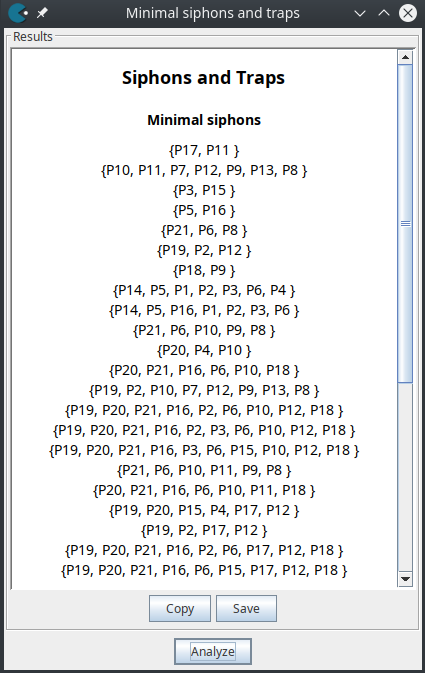 Minimal siphons and traps
Results
Siphons and Traps
Minimal siphons
{P17, P11 }
{P10, P11, P7, P12, P9, P13, P8 }
{P3, P15 }
{P5, P16 }
{P21, P6, P8 }
{P19, P2, P12 }
{P18, P9 }
{P14, P5, P1, P2, P3, P6, P4 }
{P14, P5, P16, P1, P2, P3, P6 }
{P21, P6, P10, P9, P8 }
{P20, P4, P10 }
{P20, P21, P16, P6, P10, P18 }
{P19, P2, P10, P7, P12, P9, P13, P8 }
{P19, P20, P21, P16, P2, P6, P10, P12, P18 }
{P19, P20, P21, P16, P2, P3, P6, P10, P12, P18 }
{P19, P20, P21, P16, P3, P6, P15, P10, P12, P18 }
{P21, P6, P10, P11, P9, P8 }
{P20, P21, P16, P6, P10, P11, P18 }
{P19, P20, P15, P4, P17, P12 }
{P19, P2, P17, P12 }
{P19, P20, P21, P16, P2, P6, P17, P12, P18 }
{P19, P20, P21, P16, P6, P15, P17, P12, P18 }
Copy
Save
Analyze